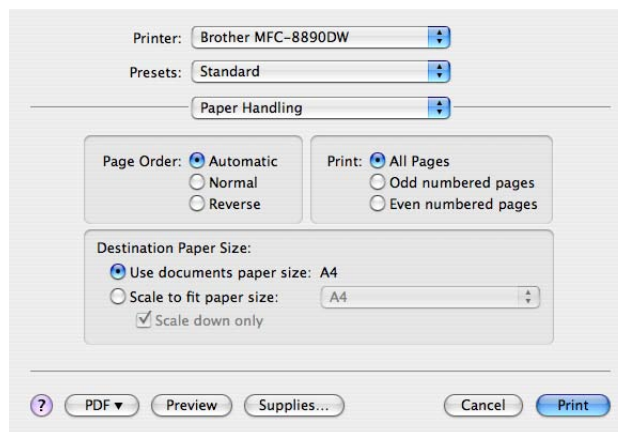 Printer: Brother MFC-8890DW
Presets: Standard
Paper Handling
Page Order: Automatic
Normal
Reverse
Print: All Pages
Odd numbered pages
Even numbered pages
Destination Paper Size:
Use documents paper size: A4
Scale to fit paper size: A4
Scale down only
? PDF▼ Preview Supplies... Cancel Print